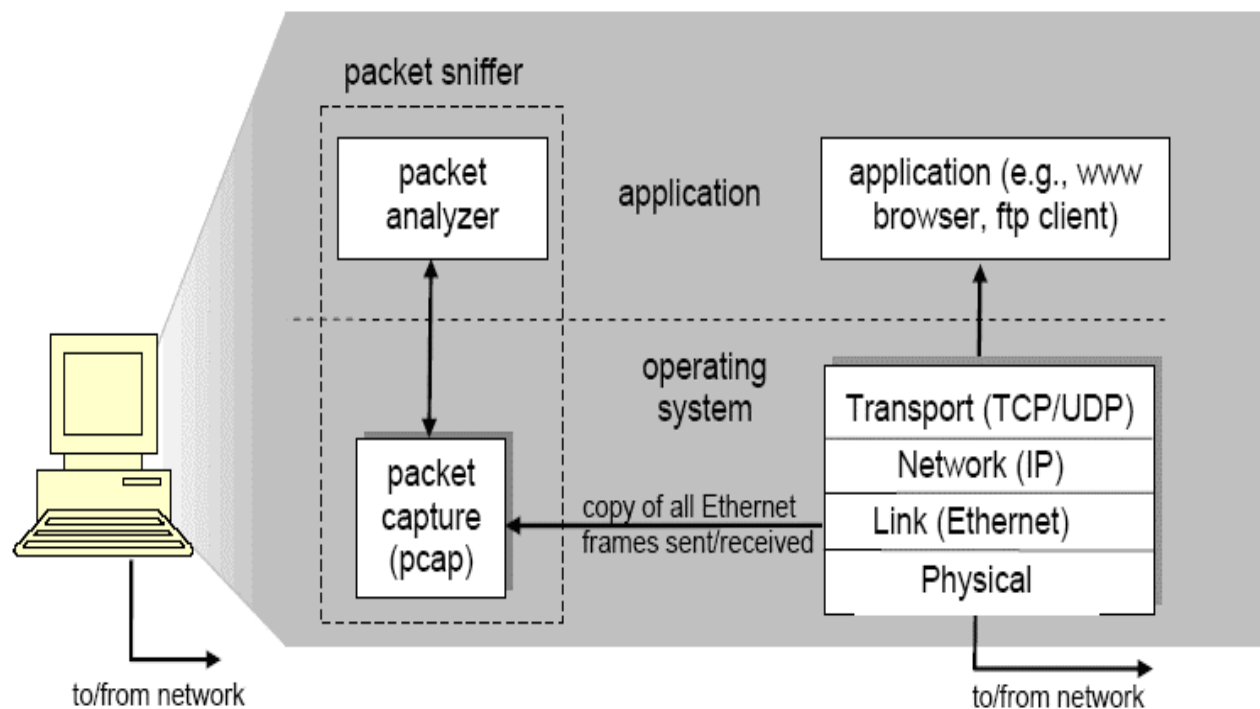 packet sniffer
packet
analyzer
application
application (e.g., www
browser, ftp client)
operating
system
packet
capture
(pcap)
copy of all Ethernet
frames sent/received
Transport (TCP/UDP)
Network (IP)
Link (Ethernet)
Physical
to/from network
to/from network